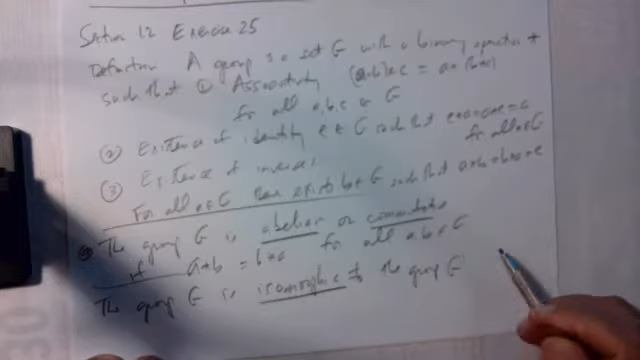 Section 1.2 Exercise 25
Definition A group is a set G with a binary operation *
such that ① Associativity (a*b)*c = a*(b*c)
for all a,b,c ∈ G
② Existence of identity e ∈ G such that e*a=a*e=a
for all a∈G
③ Existence of inverses
For all a∈G there exists b∈G such that a*b=b*a=e
The group G is abelian or commutative
if a*b = b*a for all a,b ∈ G
The group G is isomorphic to the group G'